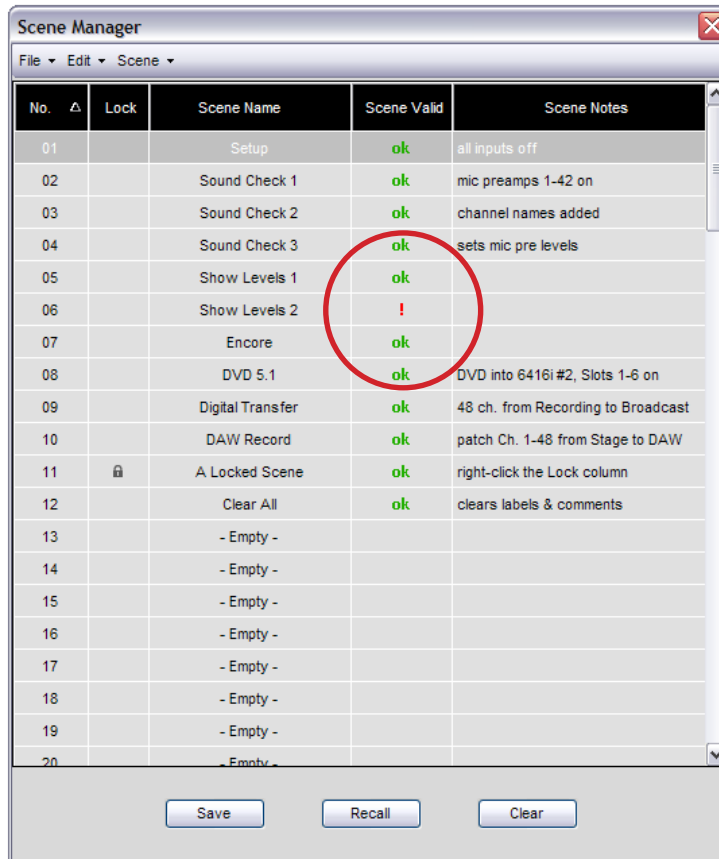 Scene Manager
File Edit Scene
No. Lock Scene Name Scene Valid Scene Notes
01 Setup ok all inputs off
02 Sound Check 1 ok mic preamps 1-42 on
03 Sound Check 2 ok channel names added
04 Sound Check 3 ok sets mic pre levels
05 Show Levels 1 ok
06 Show Levels 2 !
07 Encore ok
08 DVD 5.1 ok DVD into 6416i #2, Slots 1-6 on
09 Digital Transfer ok 48 ch. from Recording to Broadcast
10 DAW Record ok patch Ch. 1-48 from Stage to DAW
11 A Locked Scene ok right-click the Lock column
12 Clear All ok clears labels & comments
13 - Empty -
14 - Empty -
15 - Empty -
16 - Empty -
17 - Empty -
18 - Empty -
19 - Empty -
20 - Empty -
Save Recall Clear